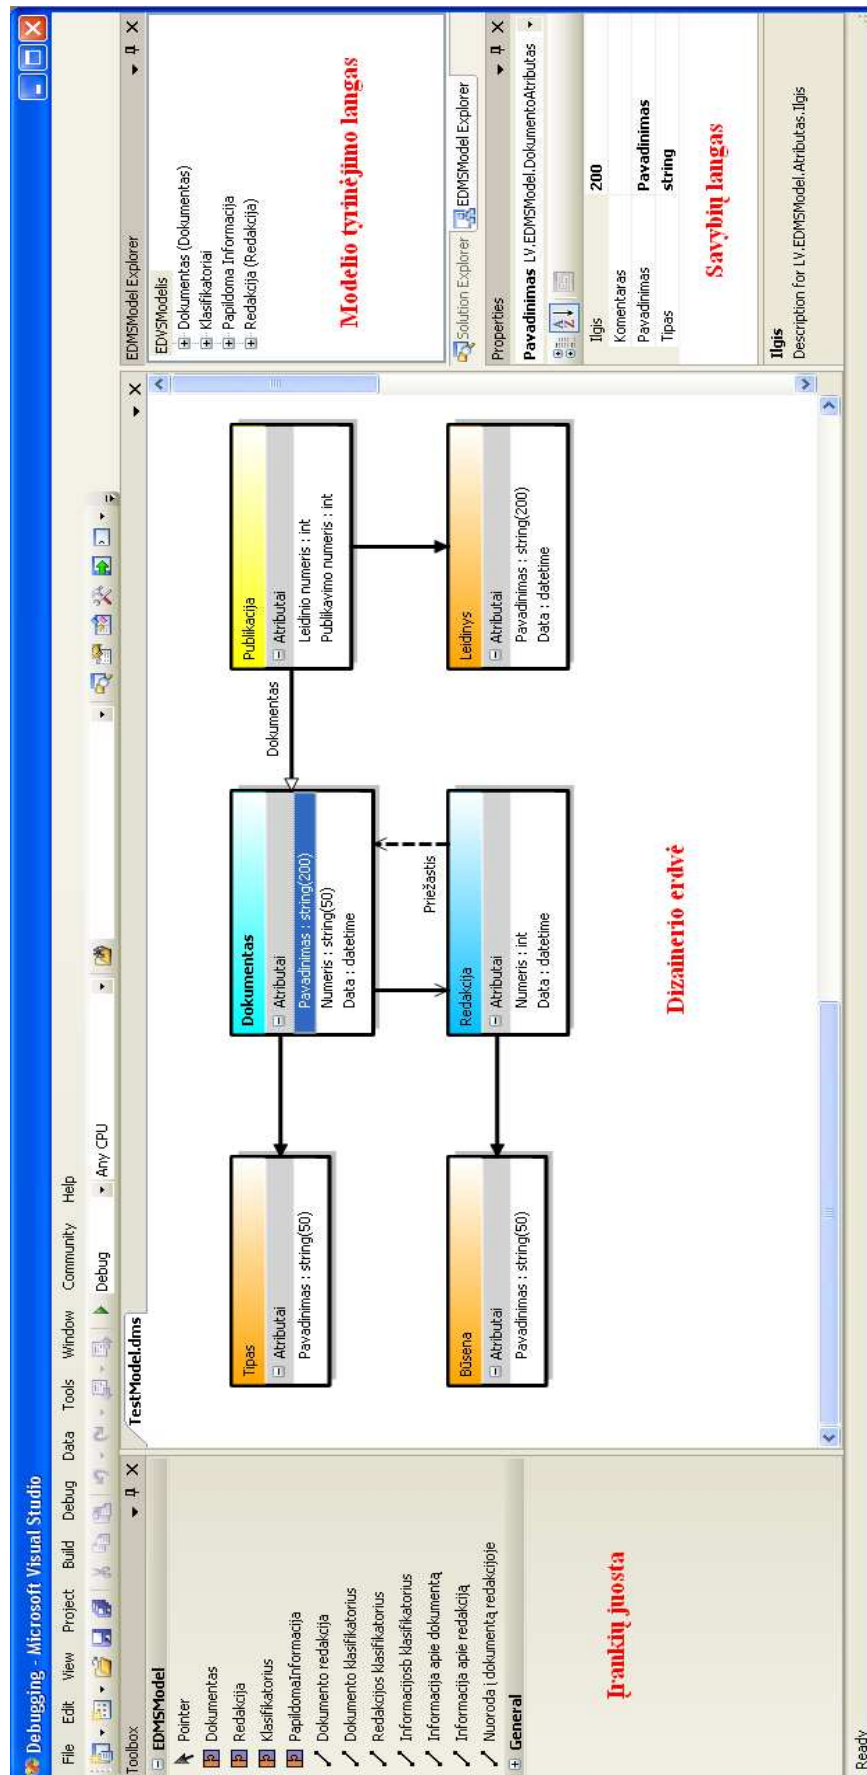 Debugging - Microsoft Visual Studio
File Edit View Project Build Debug Data Tools Window Community Help
Debug Any CPU
Toolbox
EDMSModel
Pointer
Dokumentas
Redakcija
Klasifikatorius
PapildomaInformacija
Dokumento redakcija
Dokumento klasifikatorius
Redakcijos klasifikatorius
Informacijosb klasifikatorius
Informacija apie dokumentą
Informacija apie redakciją
Nuoroda į dokumentą redakcijoje
General
Įrankių juosta
TestModel.dms
Tipas
Atributai
Pavadinimas : string(50)
Dokumentas
Atributai
Pavadinimas : string(200)
Numeris : string(50)
Data : datetime
Dokumentas
Publikacija
Atributai
Leidinio numeris : int
Publikavimo numeris : int
Priežastis
Būsena
Atributai
Pavadinimas : string(50)
Redakcija
Atributai
Numeris : int
Data : datetime
Leidinys
Atributai
Pavadinimas : string(200)
Data : datetime
Dizainerio erdvė
EDMSModel Explorer
EDVSModelis
Dokumentas (Dokumentas)
Klasifikatoriai
Papildoma Informacija
Redakcija (Redakcija)
Modelio tyrinėjimo langas
Solution Explorer EDMSModel Explorer
Properties
Pavadinimas LV.EDMSModel.DokumentoAtributas
Ilgis 200
Komentaras
Pavadinimas Pavadinimas
Tipas string
Savybių langas
Ilgis
Description for LV.EDMSModel.Atributas.Ilgis
Ready